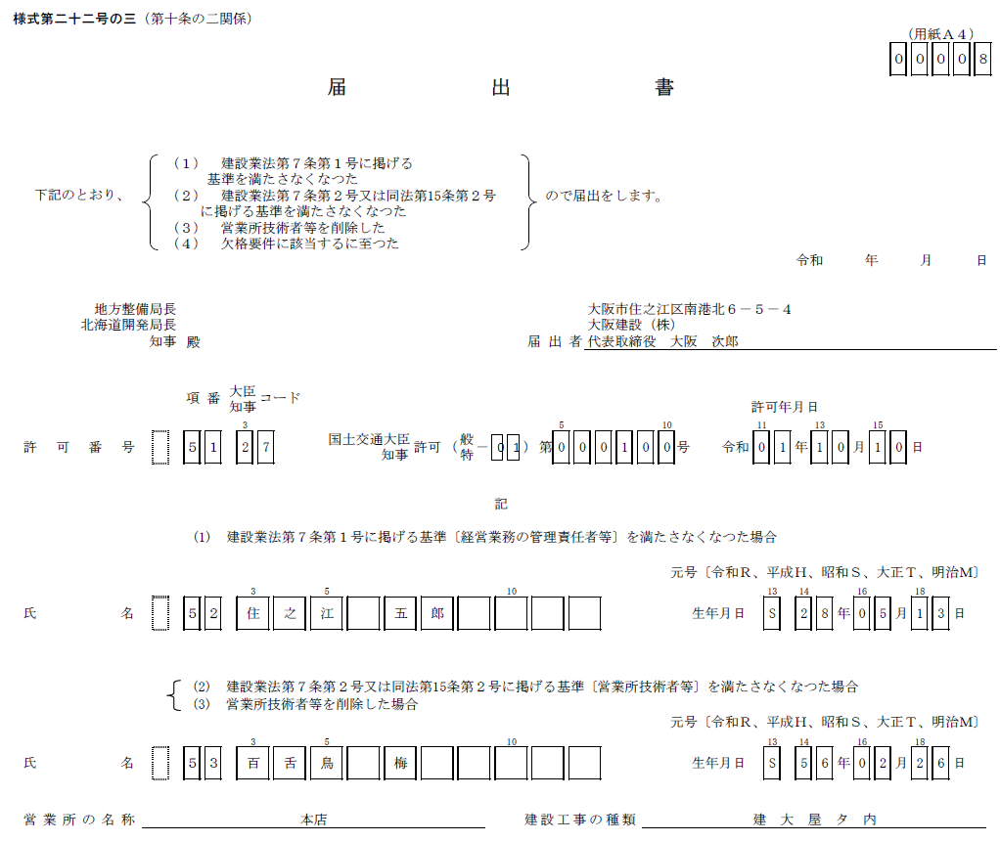 様式第二十二号の三（第十条の二関係）
（用紙Ａ４）
0 0 0 0 8
届 出 書
下記のとおり、
（１） 建設業法第７条第１号に掲げる
基準を満たさなくなつた
（２） 建設業法第７条第２号又は同法第15条第２号
に掲げる基準を満たさなくなつた
（３） 営業所技術者等を削除した
（４） 欠格要件に該当するに至つた
ので届出をします。
令和 年 月 日
地方整備局長
北海道開発局長
知事 殿
大阪市住之江区南港北６－５－４
大阪建設（株）
届 出 者 代表取締役 大阪 次郎
項 番 大臣 知事 コード
許可年月日
3 5 10 11 13 15
許 可 番 号 5 1 2 7 国土交通大臣 知事 許可（般 特－0 1）第 0 0 0 1 0 0 号 令和 0 1 年 1 0 月 1 0 日
記
(1) 建設業法第７条第１号に掲げる基準〔経営業務の管理責任者等〕を満たさなくなつた場合
元号〔令和Ｒ、平成Ｈ、昭和Ｓ、大正Ｔ、明治Ｍ〕
3 5 10 13 14 16 18
氏 名 5 2 住 之 江 五 郎 生年月日 S 2 8 年 0 5 月 1 3 日
(2) 建設業法第７条第２号又は同法第15条第２号に掲げる基準〔営業所技術者等〕を満たさなくなつた場合
(3) 営業所技術者等を削除した場合
元号〔令和Ｒ、平成Ｈ、昭和Ｓ、大正Ｔ、明治Ｍ〕
3 5 10 13 14 16 18
氏 名 5 3 百 舌 鳥 梅 生年月日 S 5 6 年 0 2 月 2 6 日
営業所の名称 本店 建設工事の種類 建 大 屋 タ 内